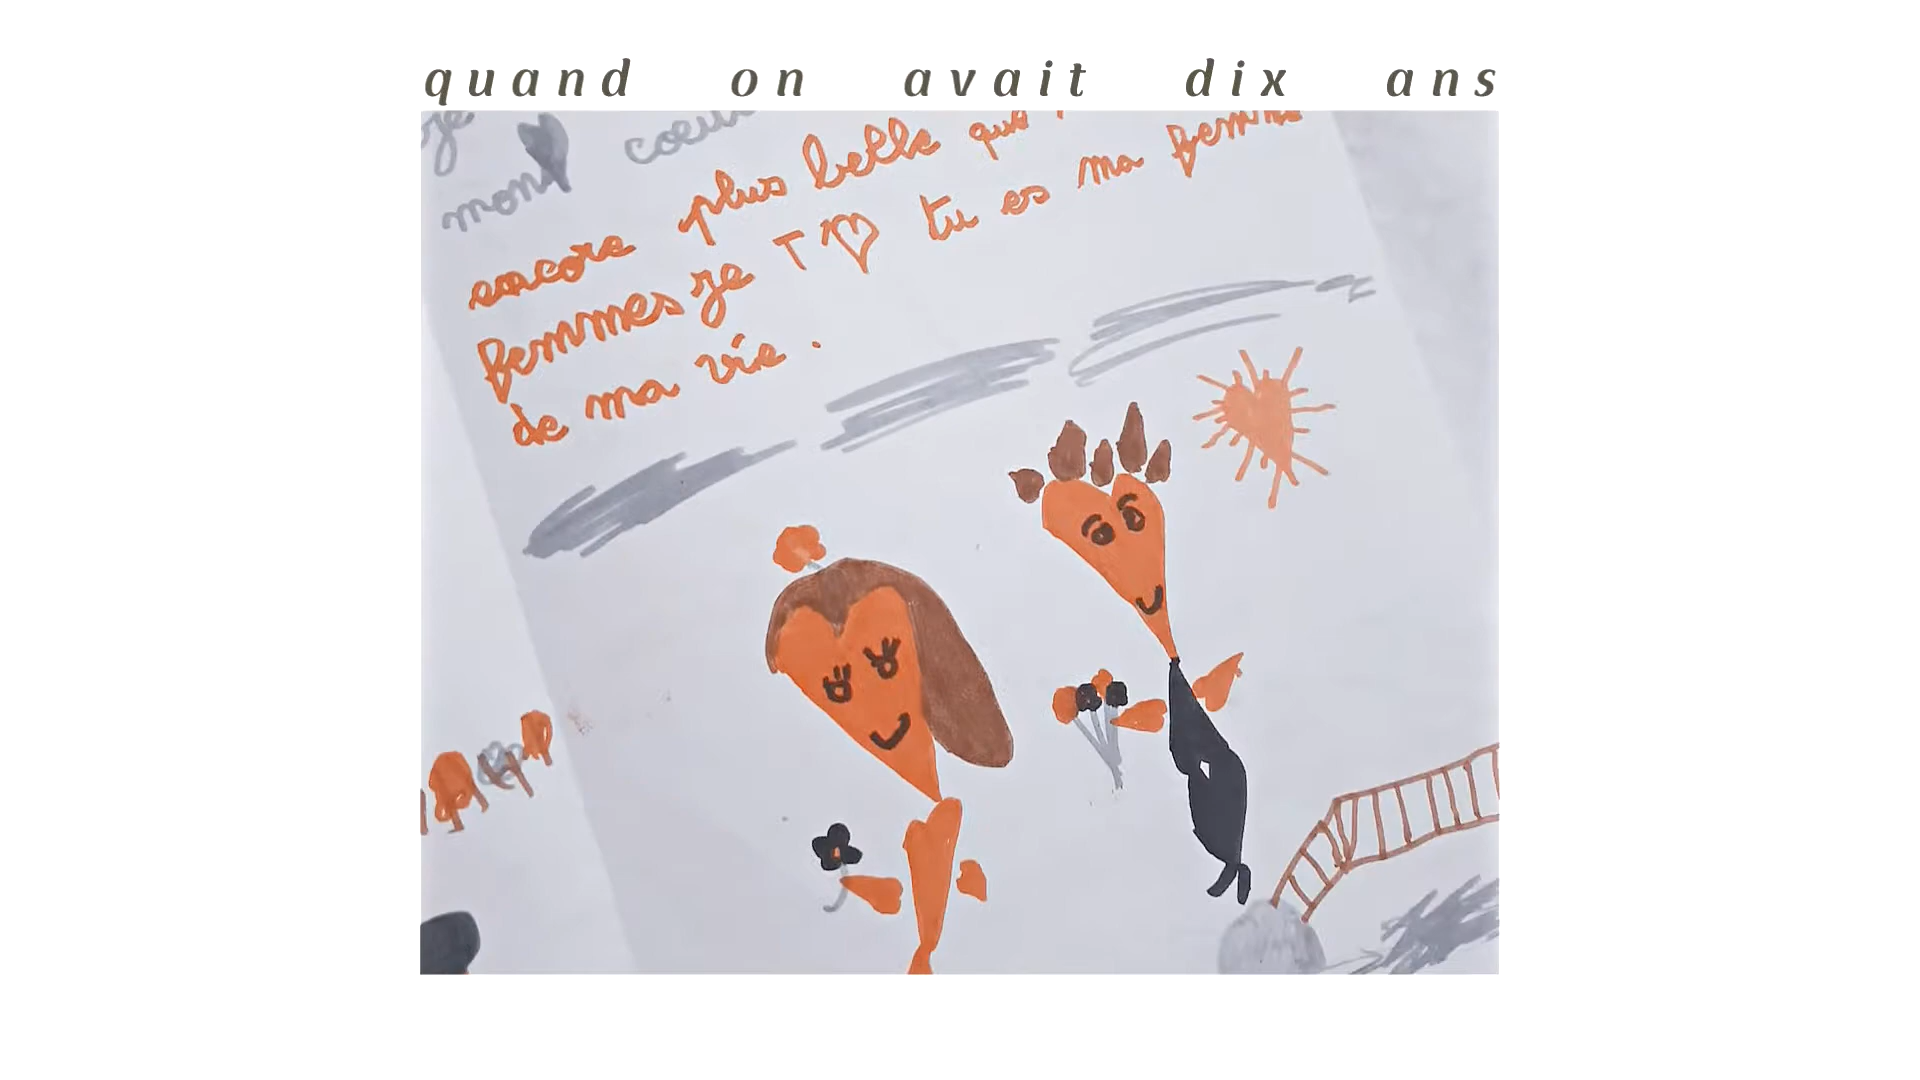 quand on avait dix ans
mon coeur
encore plus belle que
femmes je T'♡ tu es ma femme
de ma vie.